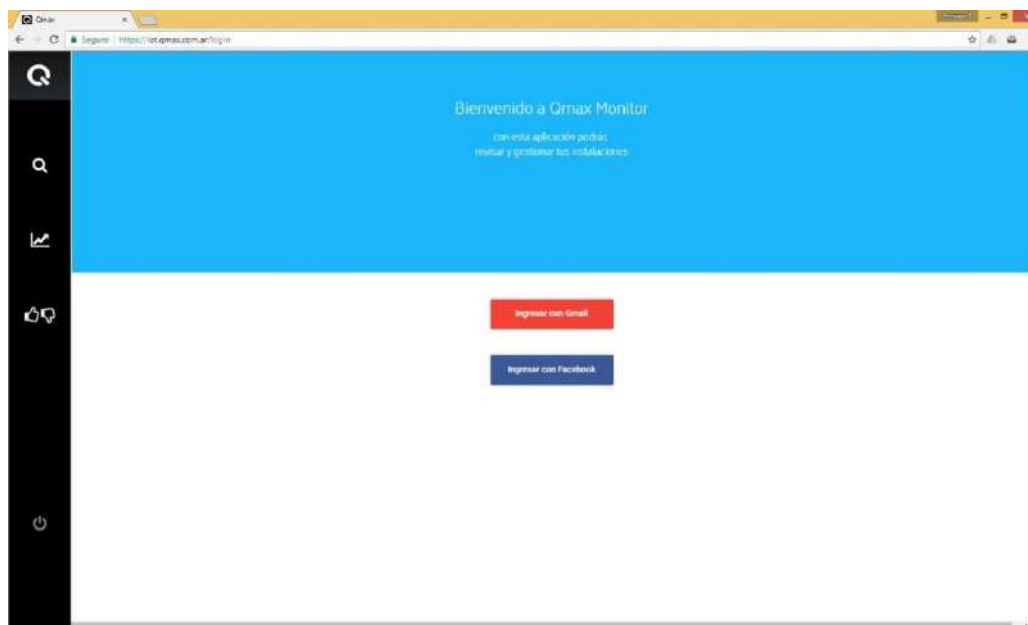 Qmax
Seguro https://iot.qmax.com.ar/login
Bienvenido a Qmax Monitor
con esta aplicación podrás
revisar y gestionar tus instalaciones
Ingresar con Gmail
Ingresar con Facebook